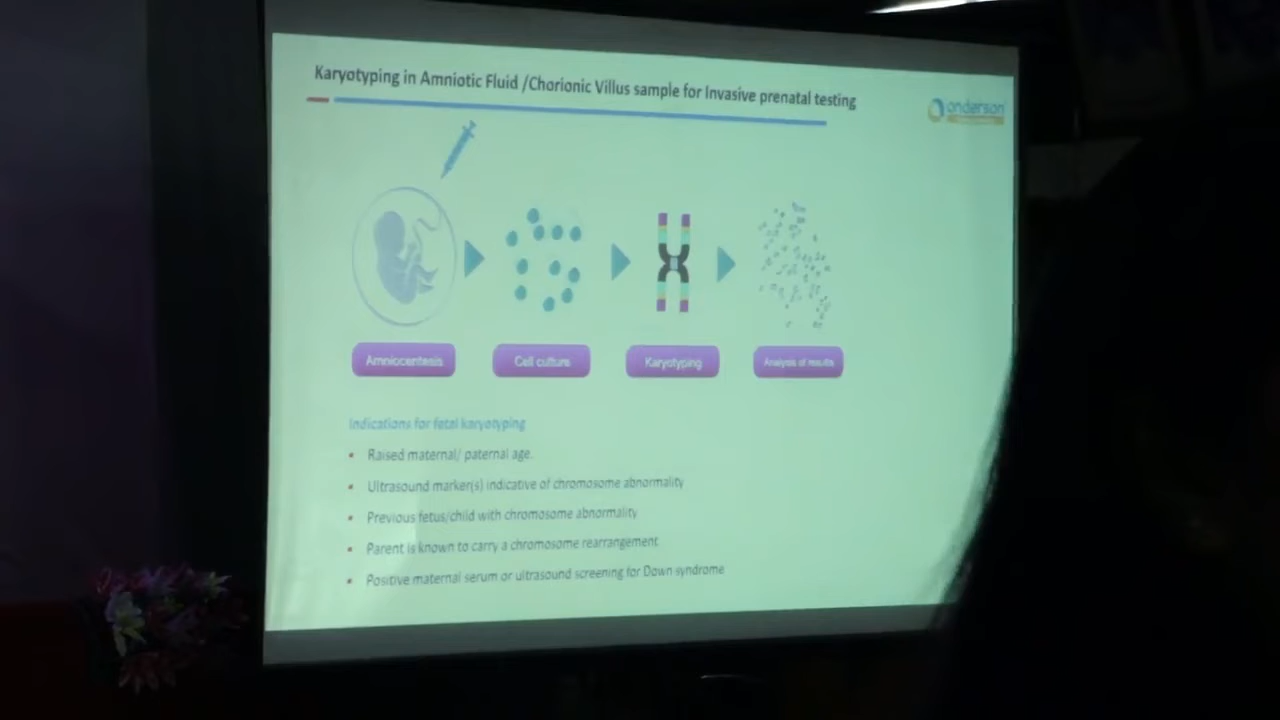 Karyotyping in Amniotic Fluid /Chorionic Villus sample for Invasive prenatal testing
anderson
Amniocentesis
Cell culture
Karyotyping
Analysis of results
Indications for fetal karyotyping
Raised maternal/ paternal age.
Ultrasound marker(s) indicative of chromosome abnormality
Previous fetus/child with chromosome abnormality
Parent is known to carry a chromosome rearrangement
Positive maternal serum or ultrasound screening for Down syndrome